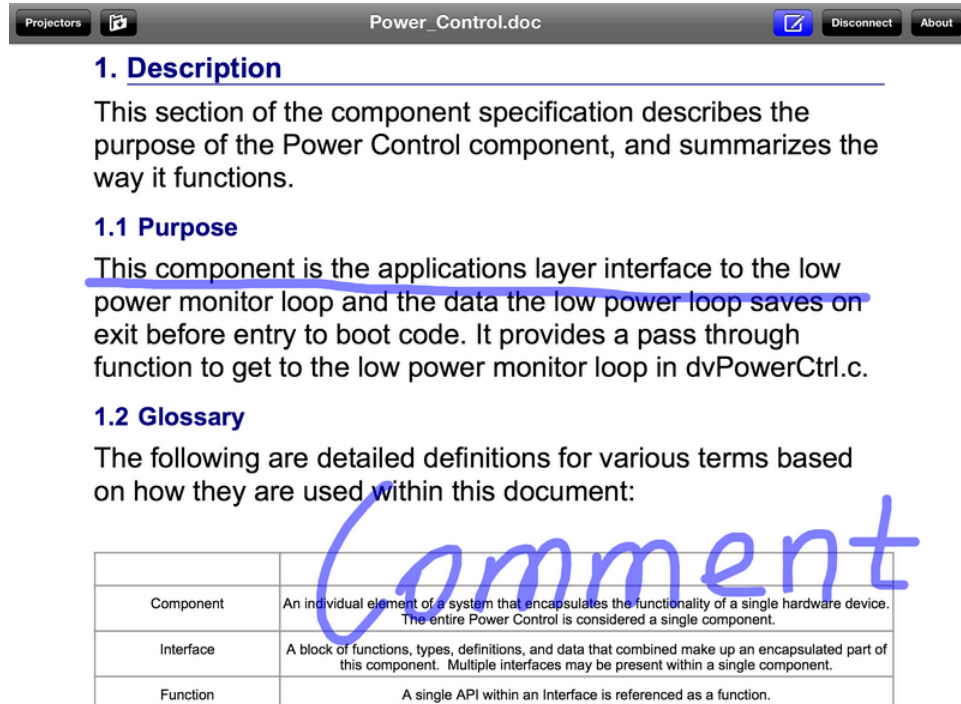 Projectors Power_Control.doc Disconnect About
1. Description
This section of the component specification describes the
purpose of the Power Control component, and summarizes the
way it functions.
1.1 Purpose
This component is the applications layer interface to the low
power monitor loop and the data the low power loop saves on
exit before entry to boot code. It provides a pass through
function to get to the low power monitor loop in dvPowerCtrl.c.
1.2 Glossary
The following are detailed definitions for various terms based
on how they are used within this document:
Comment
Component An individual element of a system that encapsulates the functionality of a single hardware device.
The entire Power Control is considered a single component.
Interface A block of functions, types, definitions, and data that combined make up an encapsulated part of
this component. Multiple interfaces may be present within a single component.
Function A single API within an Interface is referenced as a function.